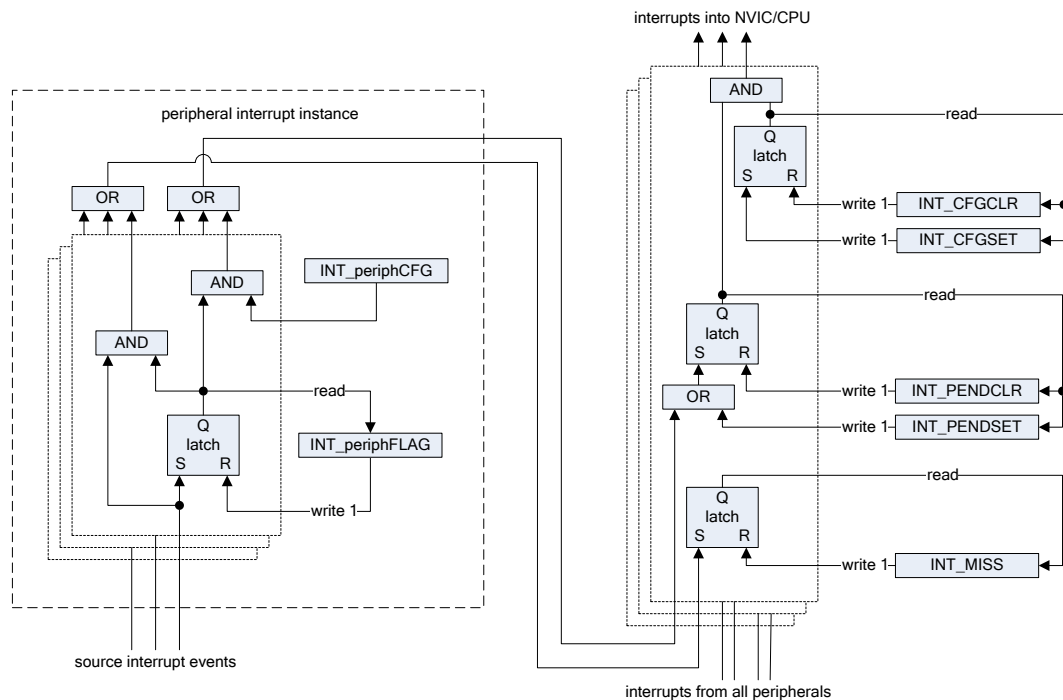 interrupts into NVIC/CPU
peripheral interrupt instance
OR
OR
AND
INT_periphCFG
AND
read
Q
latch
S R
INT_periphFLAG
write 1
source interrupt events
AND
read
Q
latch
S R
write 1 INT_CFGCLR
write 1 INT_CFGSET
read
Q
latch
S R
OR
write 1 INT_PENDCLR
write 1 INT_PENDSET
read
Q
latch
S R
write 1 INT_MISS
interrupts from all peripherals